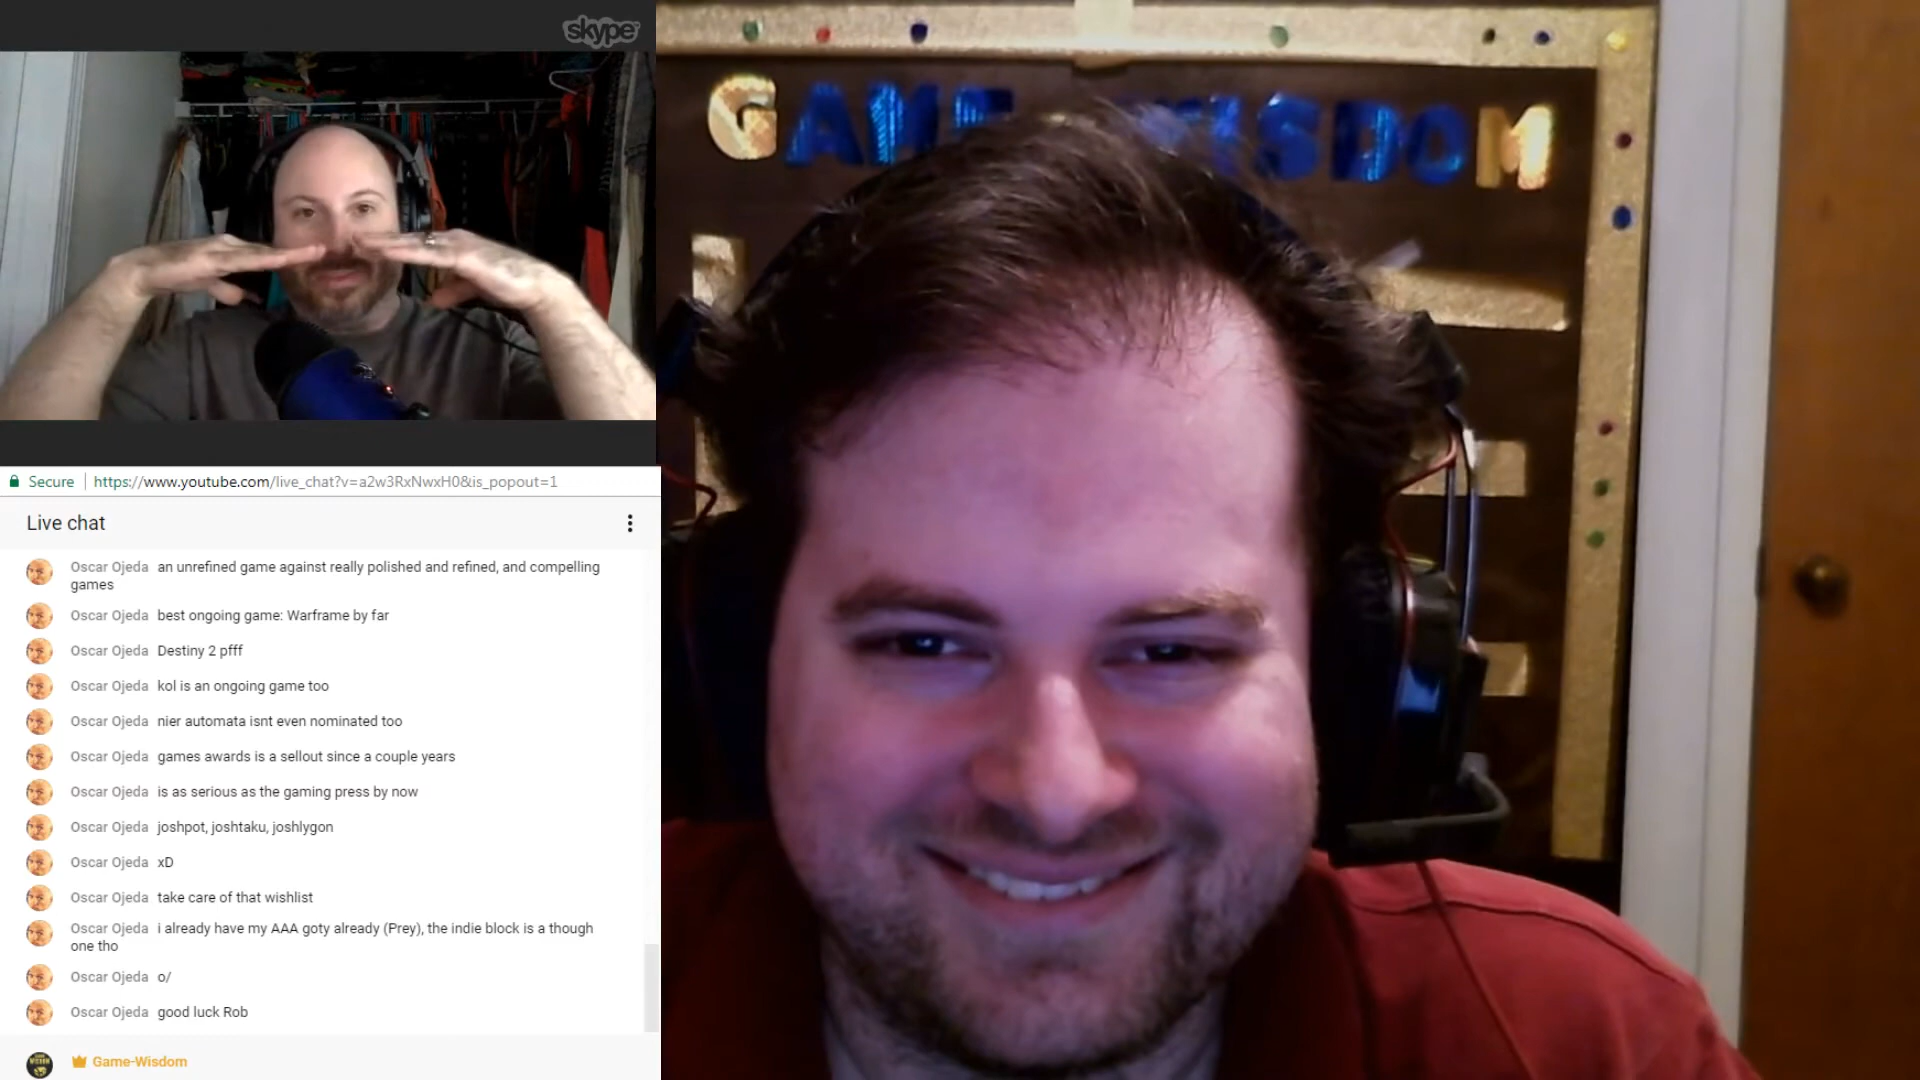 skype™
GAME WISDOM
Secure https://www.youtube.com/live_chat?v=a2w3RxNwxH0&is_popout=1
Live chat
Oscar Ojeda an unrefined game against really polished and refined, and compelling
games
Oscar Ojeda best ongoing game: Warframe by far
Oscar Ojeda Destiny 2 pfff
Oscar Ojeda kol is an ongoing game too
Oscar Ojeda nier automata isnt even nominated too
Oscar Ojeda games awards is a sellout since a couple years
Oscar Ojeda is as serious as the gaming press by now
Oscar Ojeda joshpot, joshtaku, joshlygon
Oscar Ojeda xD
Oscar Ojeda take care of that wishlist
Oscar Ojeda i already have my AAA goty already (Prey), the indie block is a though
one tho
Oscar Ojeda o/
Oscar Ojeda good luck Rob
Game-Wisdom